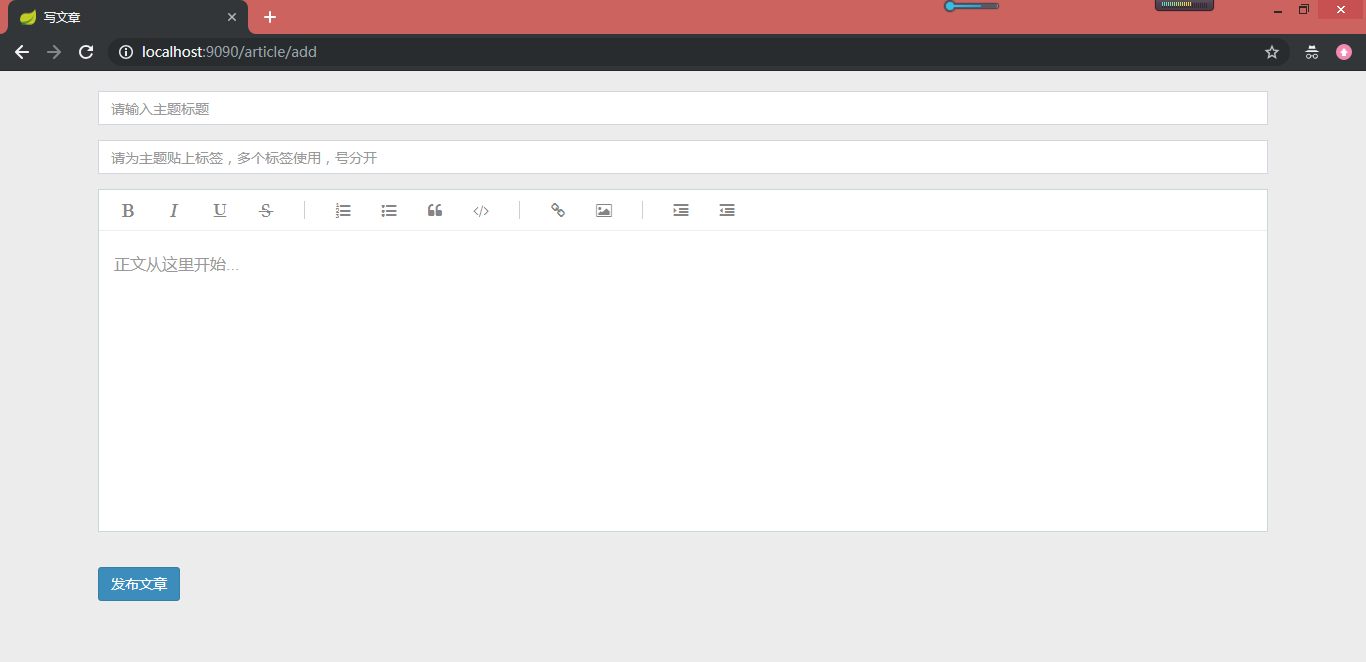 写文章
localhost:9090/article/add
请输入主题标题
请为主题贴上标签，多个标签使用，号分开
B I U S
正文从这里开始...
发布文章